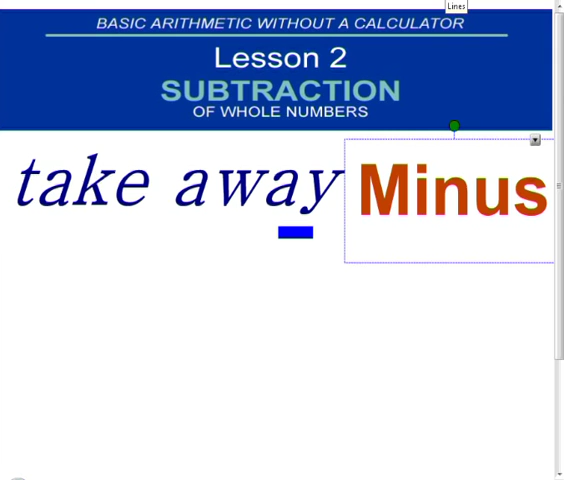 Lines
BASIC ARITHMETIC WITHOUT A CALCULATOR
Lesson 2
SUBTRACTION
OF WHOLE NUMBERS
take away Minus